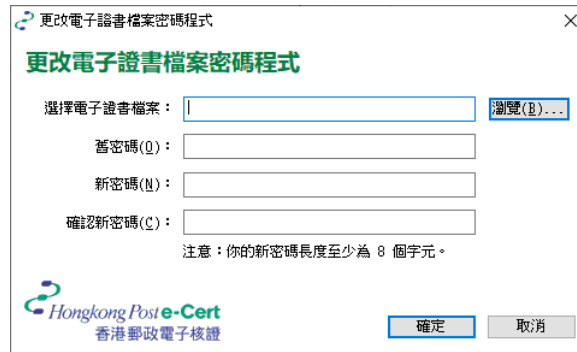 更改電子證書檔案密碼程式
更改電子證書檔案密碼程式
選擇電子證書檔案：
瀏覽(B)...
舊密碼(O)：
新密碼(N)：
確認新密碼(C)：
注意：你的新密碼長度至少為 8 個字元。
Hongkong Post e-Cert
香港郵政電子核證
確定
取消